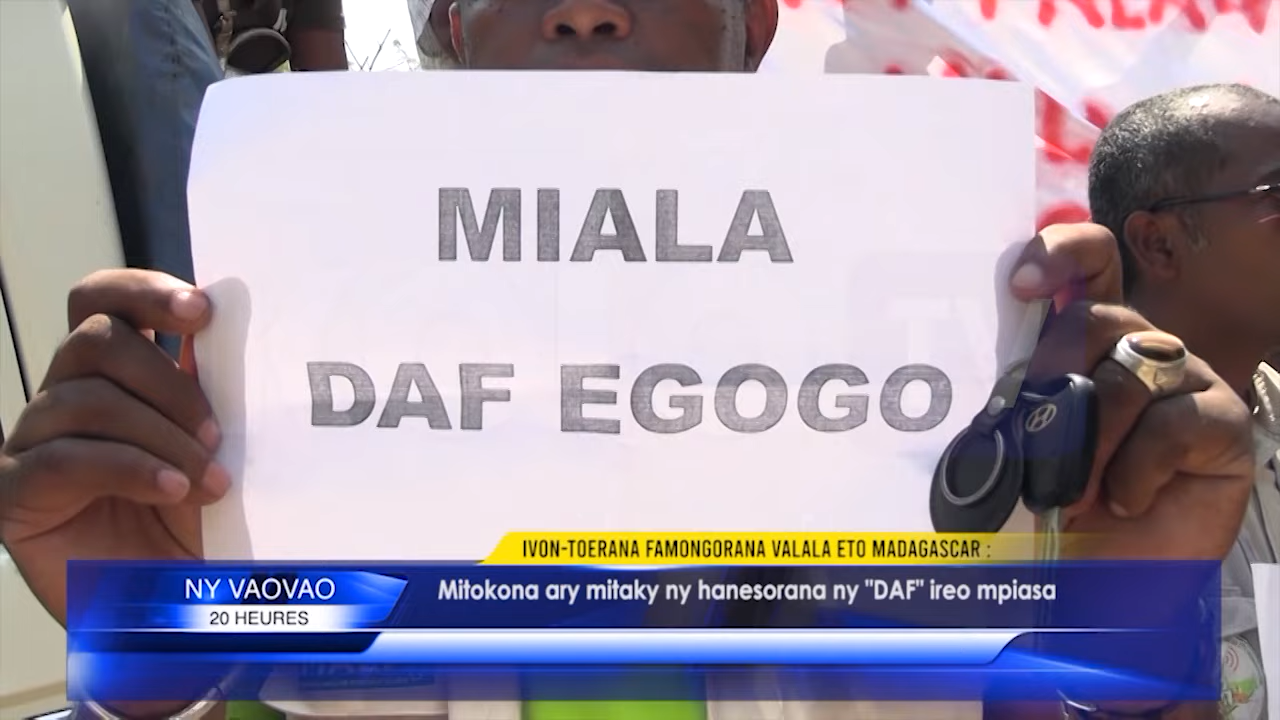 MIALA
DAF EGOGO
IVON-TOERANA FAMONGORANA VALALA ETO MADAGASCAR :
NY VAOVAO
20 HEURES
Mitokona ary mitaky ny hanesorana ny "DAF" ireo mpiasa